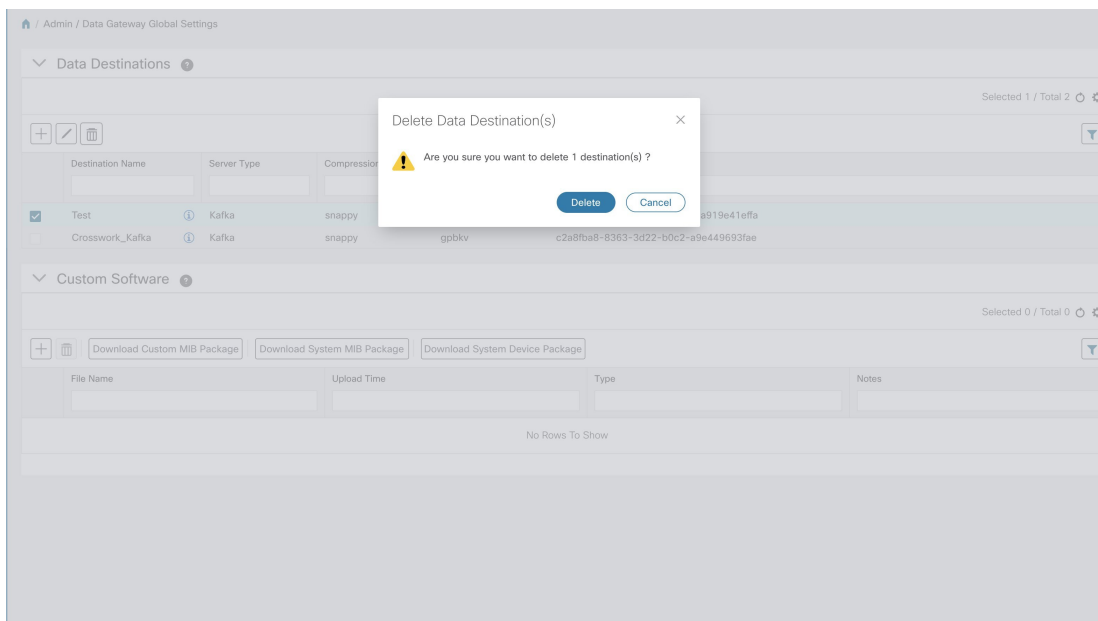 / Admin / Data Gateway Global Settings
Data Destinations ?
Selected 1 / Total 2
Delete Data Destination(s)
Are you sure you want to delete 1 destination(s) ?
Delete Cancel
Destination Name Server Type Compression
Test i Kafka snappy a919e41effa
Crosswork_Kafka i Kafka snappy gpbkv c2a8fba8-8363-3d22-b0c2-a9e449693fae
Custom Software ?
Selected 0 / Total 0
Download Custom MIB Package Download System MIB Package Download System Device Package
File Name Upload Time Type Notes
No Rows To Show